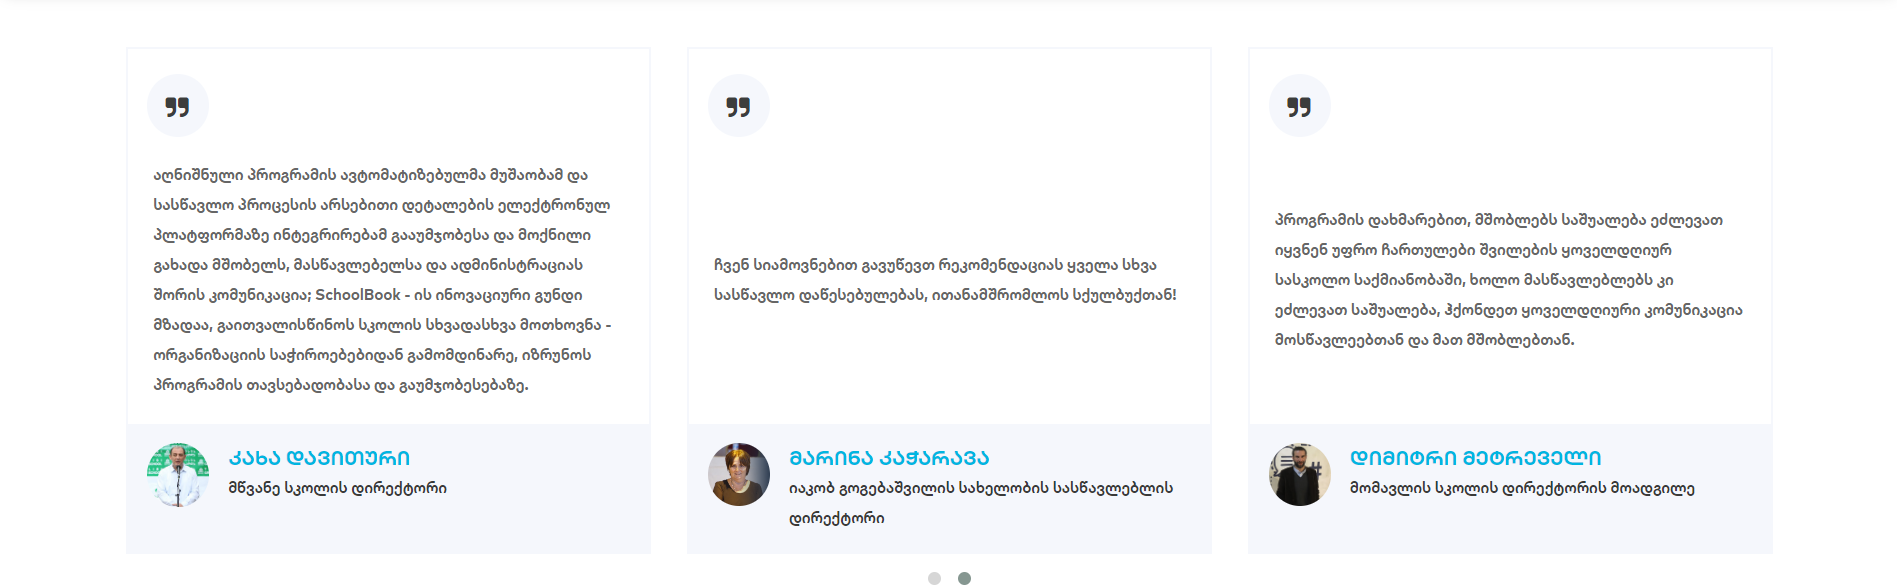 აღნიშნული პროგრამის ავტომატიზებულმა მუშაობამ და
სასწავლო პროცესის არსებითი დეტალების ელექტრონულ
პლატფორმაზე ინტეგრირებამ გააუმჯობესა და მოქნილი
გახადა მშობელს, მასწავლებელსა და ადმინისტრაციას
შორის კომუნიკაცია; SchoolBook - ის ინოვაციური გუნდი
მზადაა, გაითვალისწინოს სკოლის სხვადასხვა მოთხოვნა -
ორგანიზაციის საჭიროებებიდან გამომდინარე, იზრუნოს
პროგრამის თავსებადობასა და გაუმჯობესებაზე.
კახა დავითური
მწვანე სკოლის დირექტორი
ჩვენ სიამოვნებით გავუწევთ რეკომენდაციას ყველა სხვა
სასწავლო დაწესებულებას, ითანამშრომლოს სქულბუქთან!
მარინა კაჭარავა
იაკობ გოგებაშვილის სახელობის სასწავლებლის
დირექტორი
პროგრამის დახმარებით, მშობლებს საშუალება ეძლევათ
იყვნენ უფრო ჩართულები შვილების ყოველდღიურ
სასკოლო საქმიანობაში, ხოლო მასწავლებლებს კი
ეძლევათ საშუალება, ჰქონდეთ ყოველდღიური კომუნიკაცია
მოსწავლეებთან და მათ მშობლებთან.
დიმიტრი მეტრეველი
მომავლის სკოლის დირექტორის მოადგილე